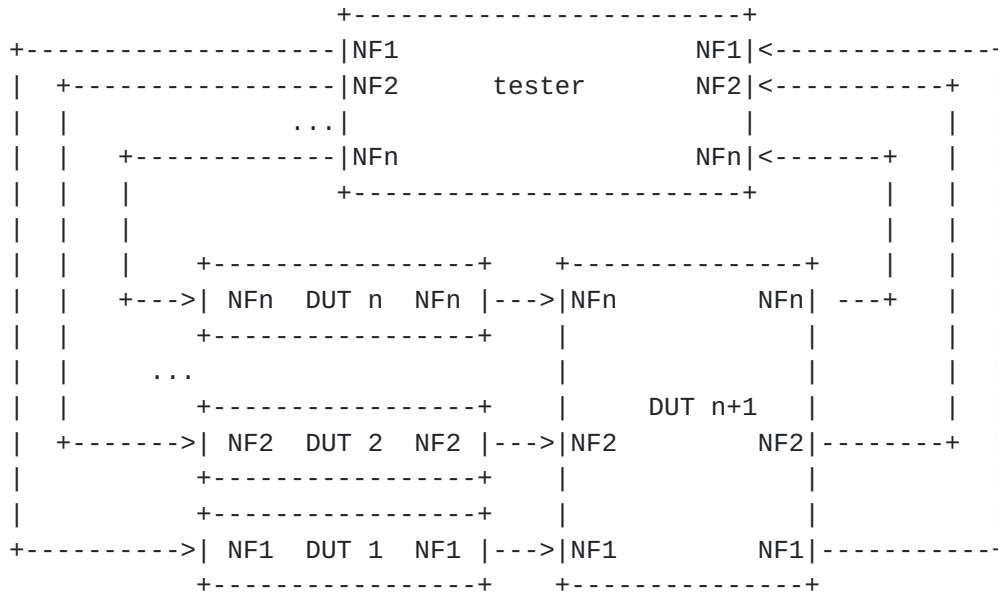 NF1 NF1
NF2 tester NF2
...
NFn NFn
NFn DUT n NFn NFn NFn
...
DUT n+1
NF2 DUT 2 NF2 NF2 NF2
NF1 DUT 1 NF1 NF1 NF1